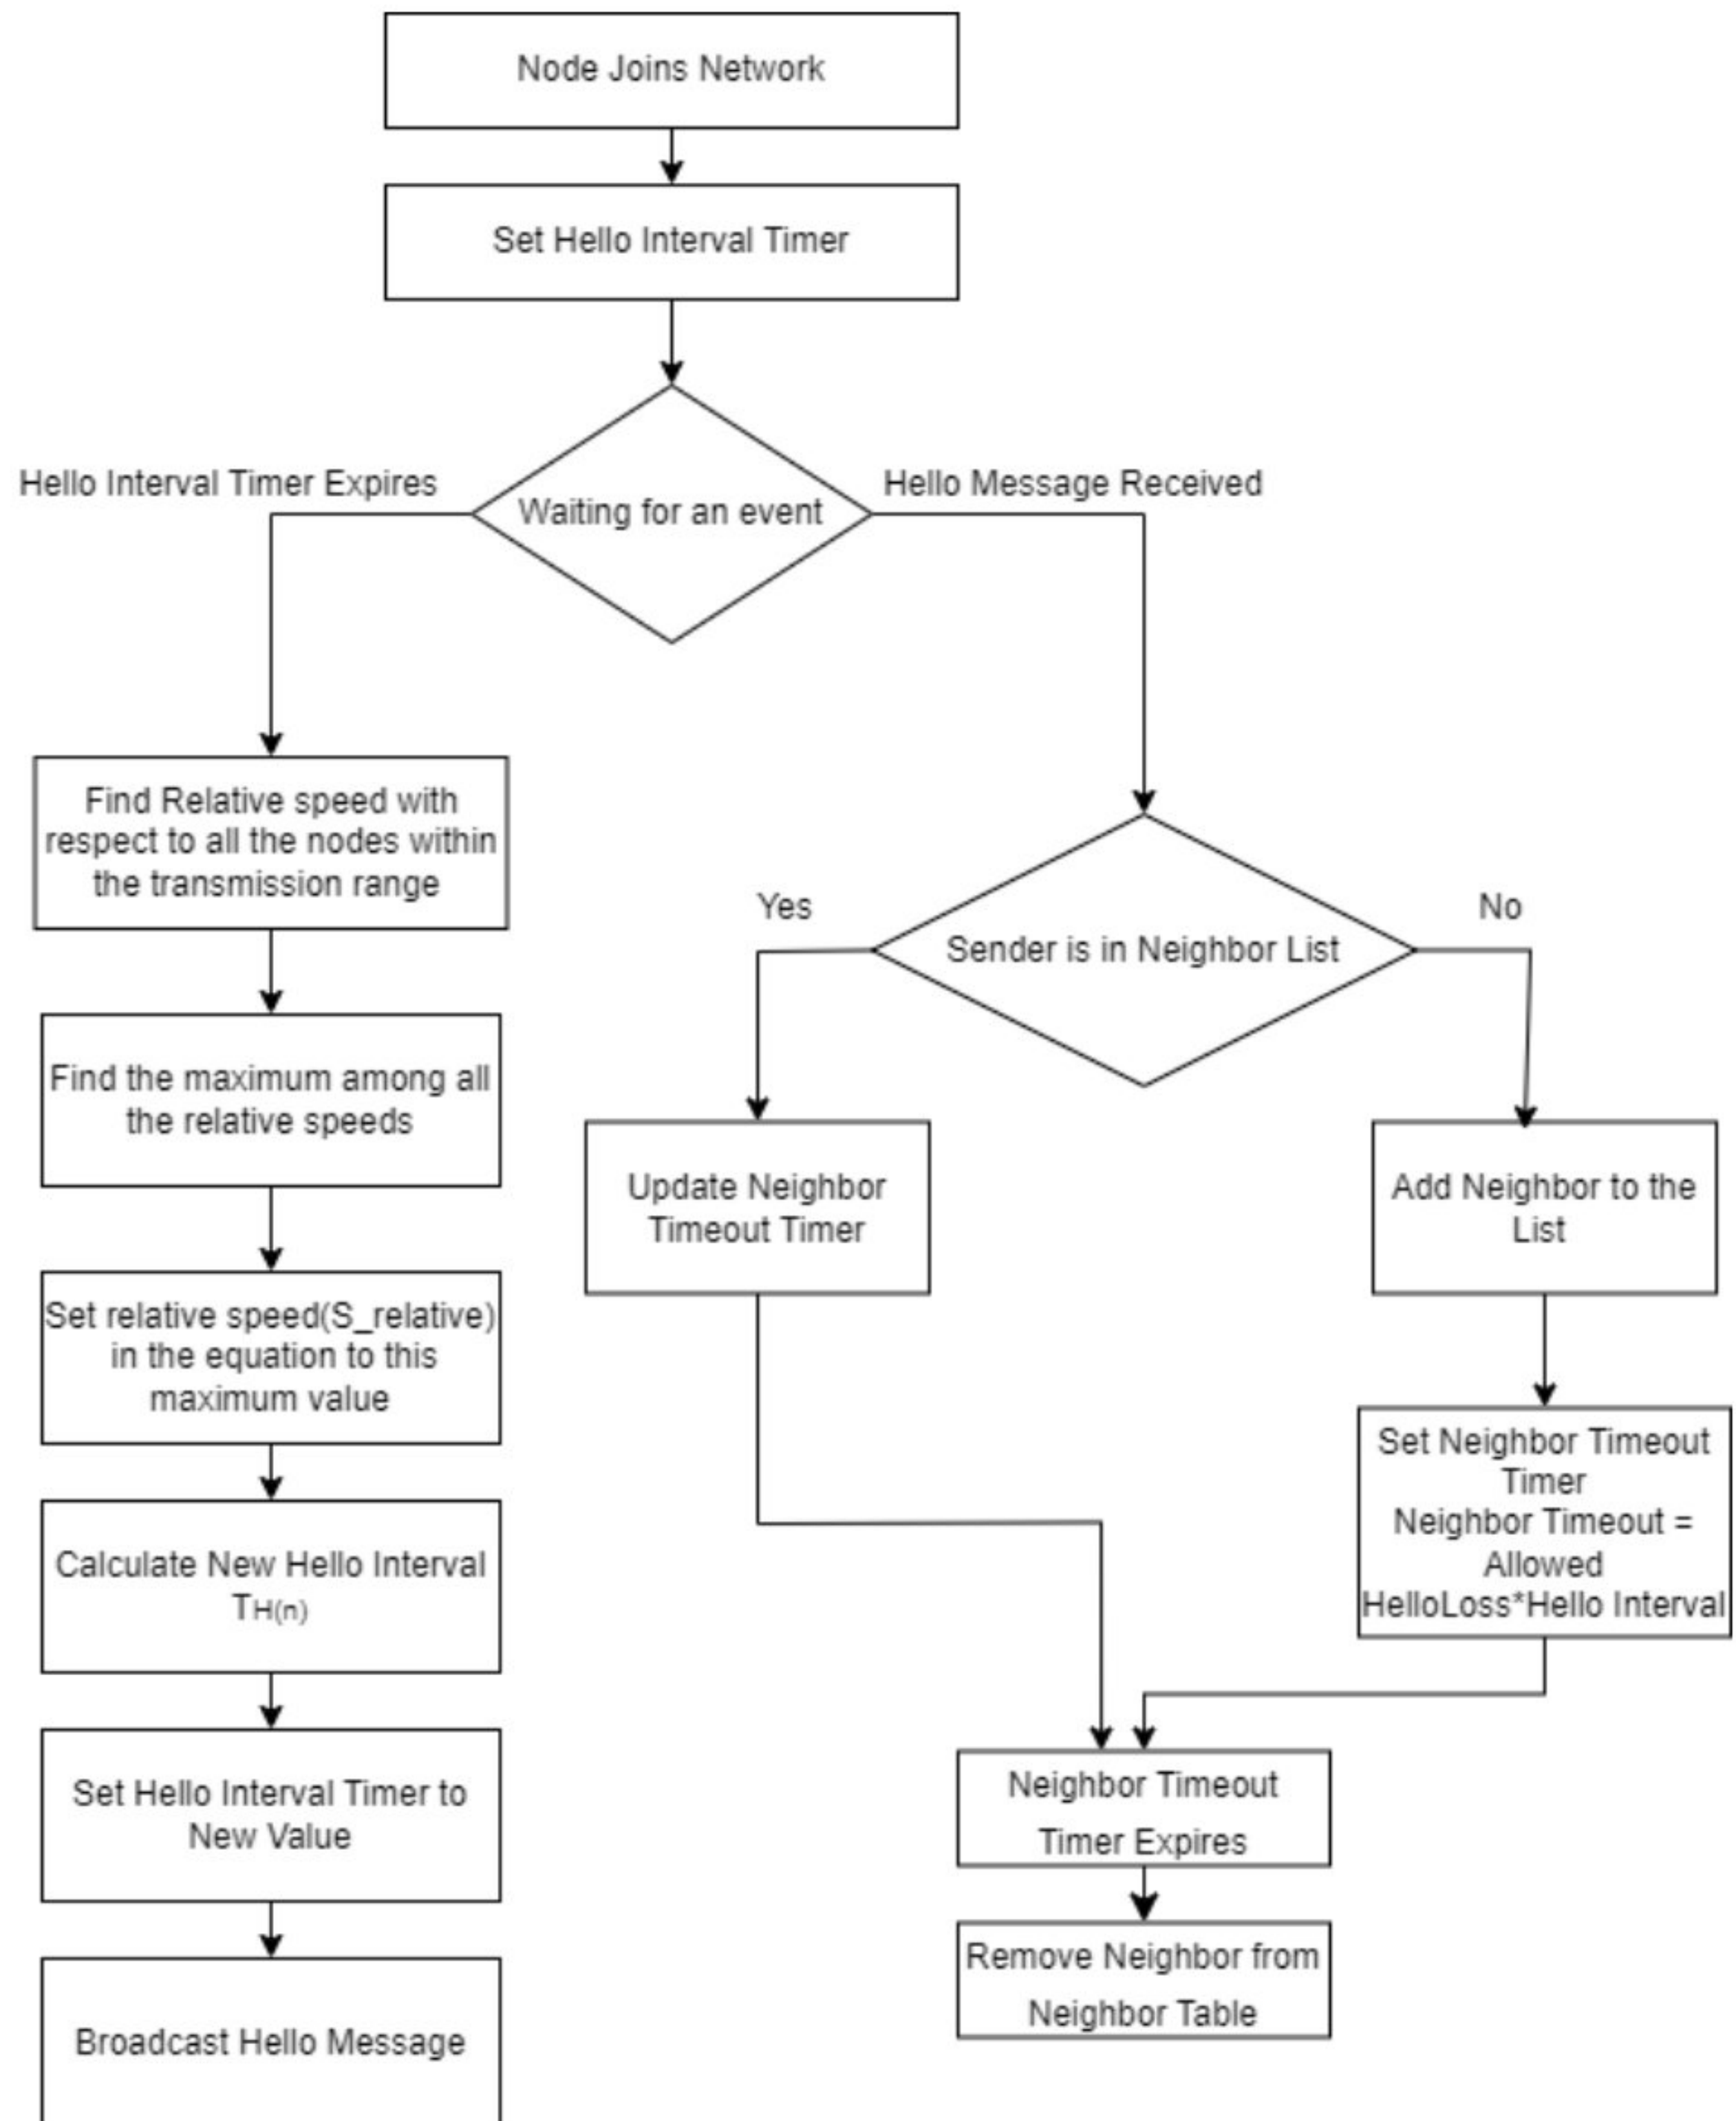 Node Joins Network
Set Hello Interval Timer
Hello Interval Timer Expires
Waiting for an event
Hello Message Received
Find Relative speed with
respect to all the nodes within
the transmission range
Yes
Sender is in Neighbor List
No
Find the maximum among all
the relative speeds
Update Neighbor
Timeout Timer
Add Neighbor to the
List
Set relative speed(S_relative)
in the equation to this
maximum value
Set Neighbor Timeout
Timer
Neighbor Timeout =
Allowed
HelloLoss*Hello Interval
Calculate New Hello Interval
TH(n)
Set Hello Interval Timer to
New Value
Neighbor Timeout
Timer Expires
Remove Neighbor from
Neighbor Table
Broadcast Hello Message